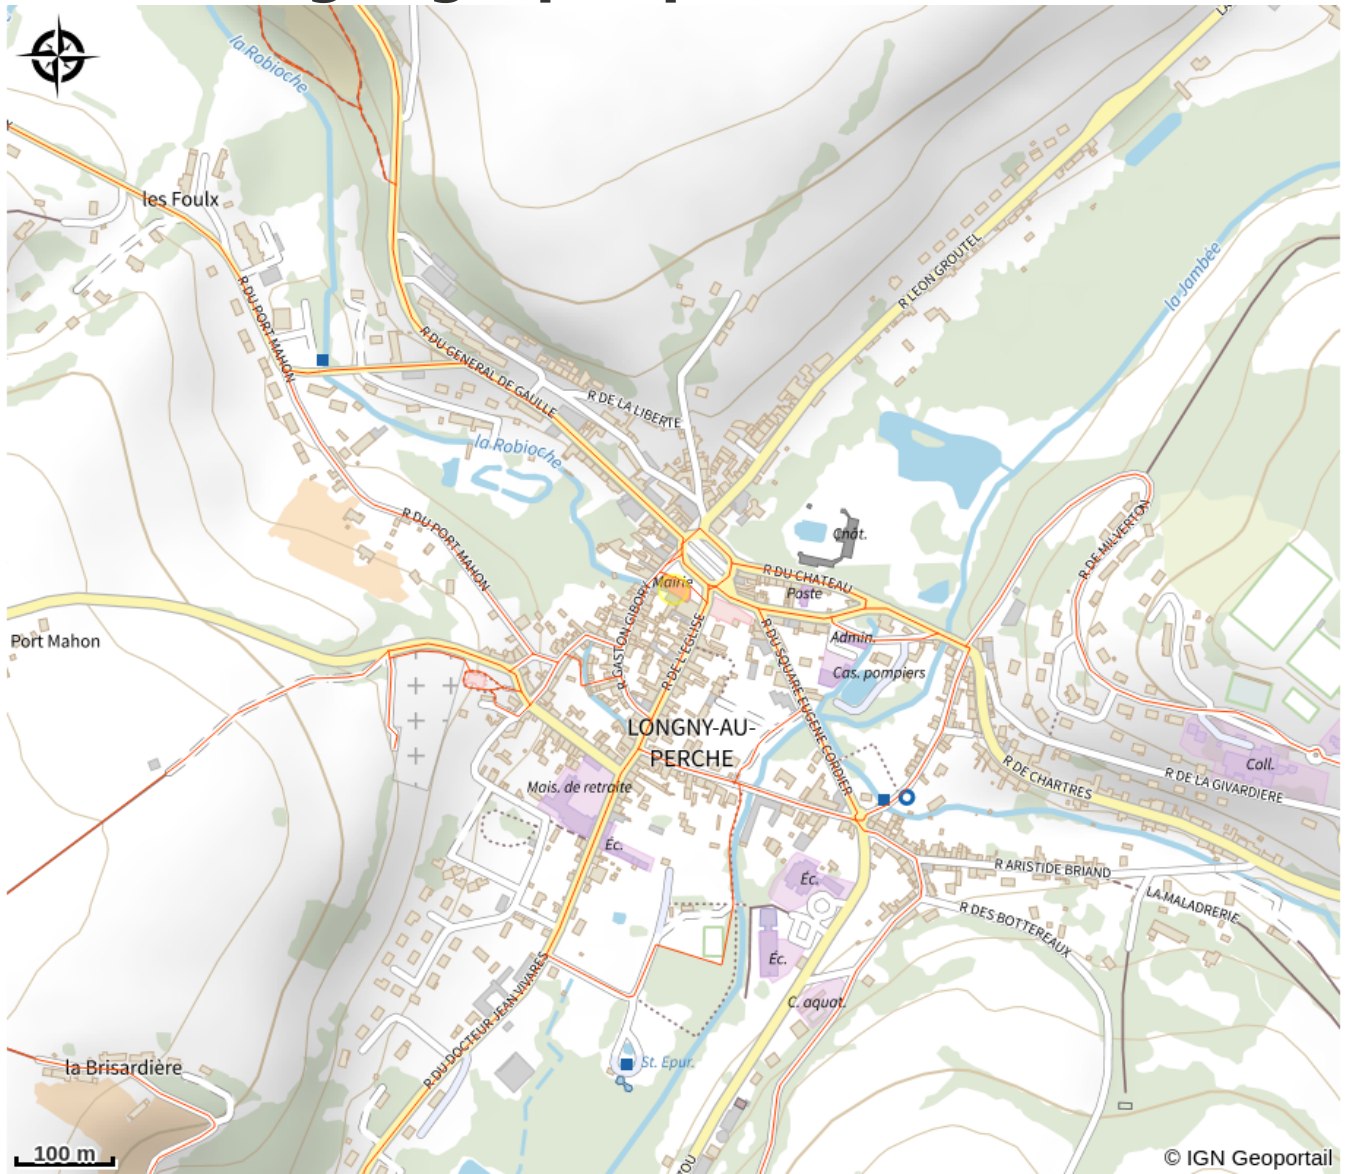 la Robioche
les Foulx
R DU PORT MAHON
la Jambée
R LEON GROUTEL
R DU GENERAL DE GAULLE
R DE LA LIBERTE
la Robioche
R DU PORT MAHON
Chât.
R DE MILVERTON
R DU CHATEAU
Mairie
Poste
R GASTON GIBORY
R DE L'EGLISE
Port Mahon
Admin.
Cas. pompiers
R DU SQUARE EUGENE CORDIER
LONGNY-AU-
PERCHE
R DE CHARTRES
Coll.
R DE LA GIVARDIERE
Mais. de retraite
Éc.
R ARISTIDE BRIAND
Éc.
LA MALADRERIE
R DES BOTTEREAUX
Éc.
C. aquat.
R DU DOCTEUR JEAN VIVARES
la Brisardière
St. Epur.
100 m
© IGN Geoportail